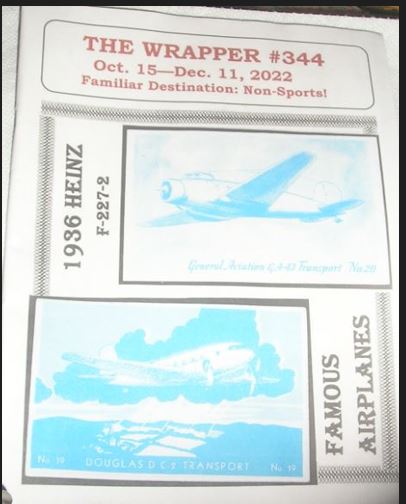 THE WRAPPER #344
Oct. 15—Dec. 11, 2022
Familiar Destination: Non-Sports!
1936 HEINZ
F-227-2
General Aviation G.A-43 Transport No. 20
No 19 DOUGLAS D C-2 TRANSPORT No. 19
FAMOUS
AIRPLANES